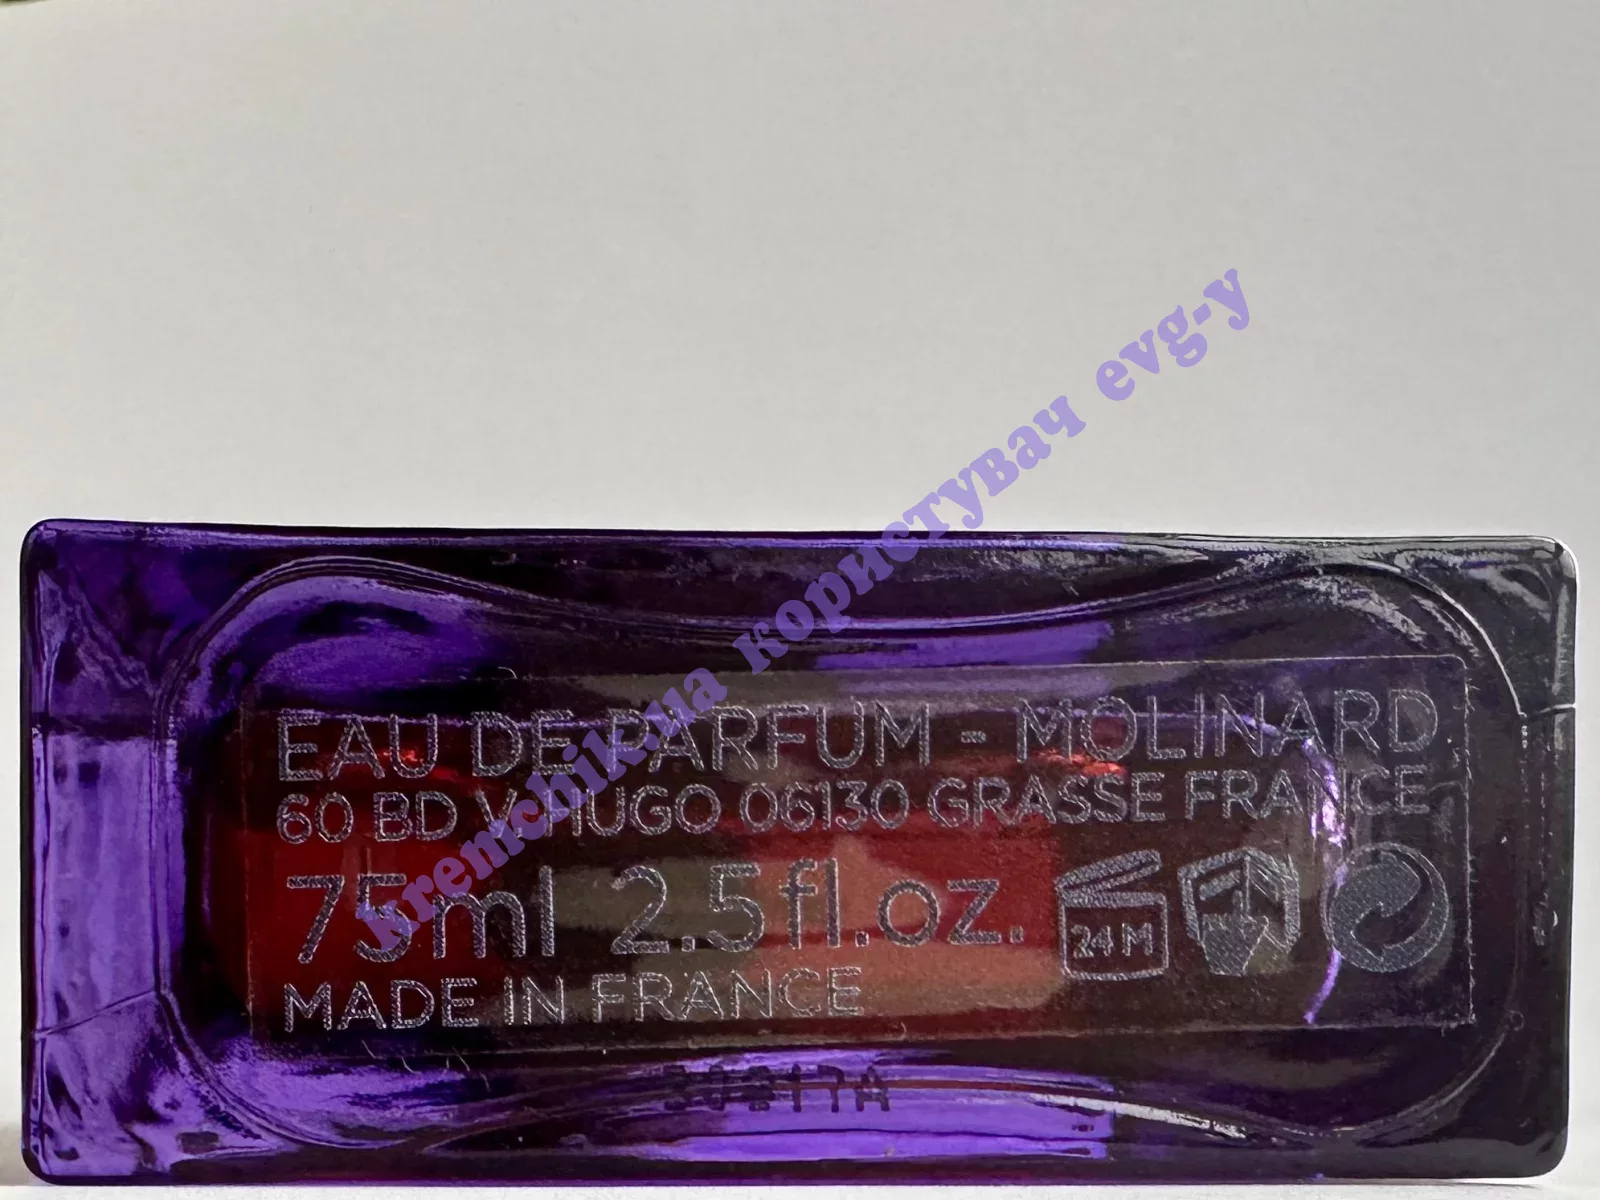 kremchik.ua користувач evg-y
EAU DE PARFUM - MOLINARD
60 BD V. HUGO 06130 GRASSE FRANCE
75ml 2.5fl.oz.
24 M
MADE IN FRANCE